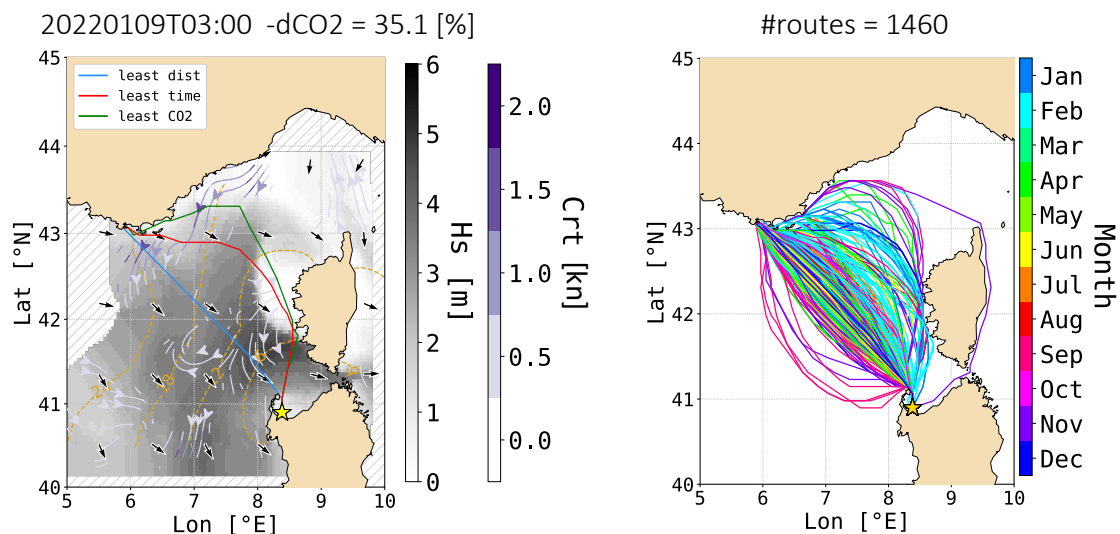 20220109T03:00 -dCO2 = 35.1 [%]
#routes = 1460
least dist
least time
least CO2
45
44
43
42
41
40
5
6
7
8
9
10
Lat [°N]
Lon [°E]
6
5
4
3
2
1
0
Hs [m]
2.0
1.5
1.0
0.5
0.0
Crt [kn]
45
44
43
42
41
40
5
6
7
8
9
10
Lat [°N]
Lon [°E]
Jan
Feb
Mar
Apr
May
Jun
Jul
Aug
Sep
Oct
Nov
Dec
Month